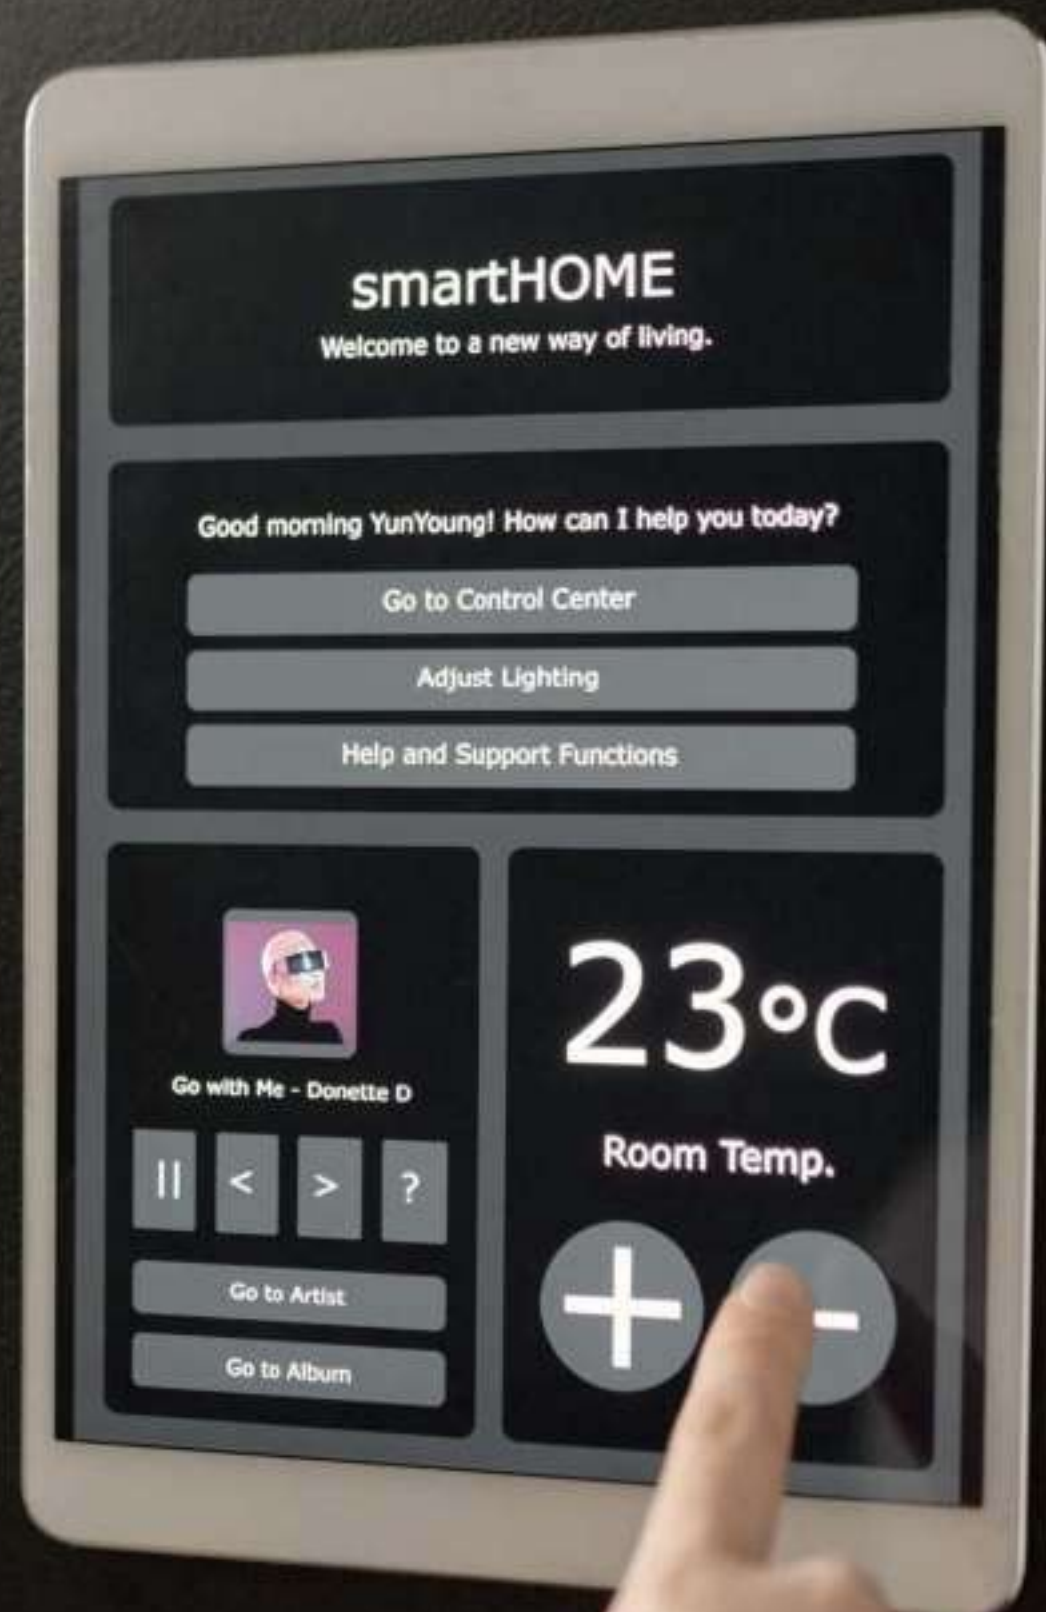 smartHOME
Welcome to a new way of living.
Good morning YunYoung! How can I help you today?
Go to Control Center
Adjust Lighting
Help and Support Functions
Go with Me - Donette D
|| < > ?
Go to Artist
Go to Album
23°C
Room Temp.
+ -